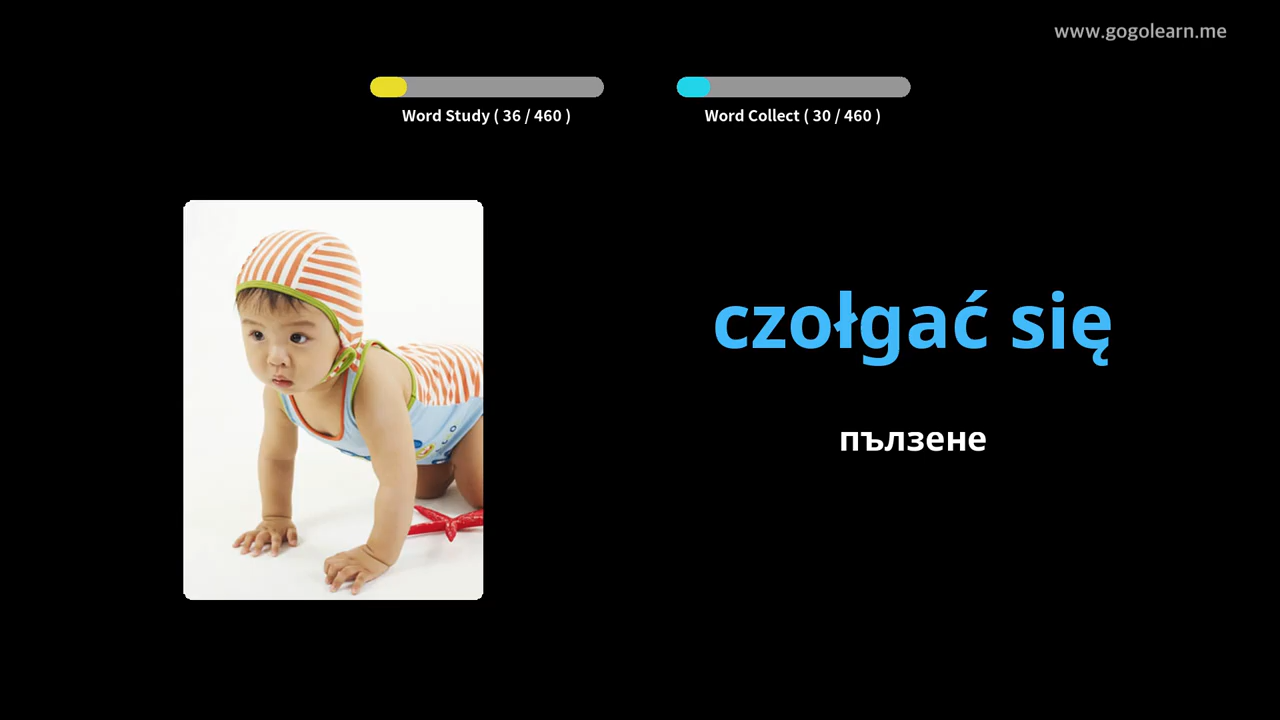 www.gogolearn.me
Word Study ( 36 / 460 )
Word Collect ( 30 / 460 )
czołgać się
пълзене